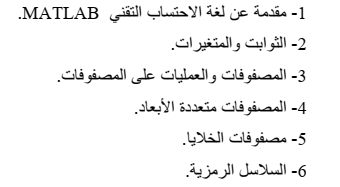 1- مقدمة عن لغة الاحتساب التقني MATLAB.
2- الثوابت والمتغيرات.
3- المصفوفات والعمليات على المصفوفات.
4- المصفوفات متعددة الأبعاد.
5- مصفوفات الخلايا.
6- السلاسل الرمزية.